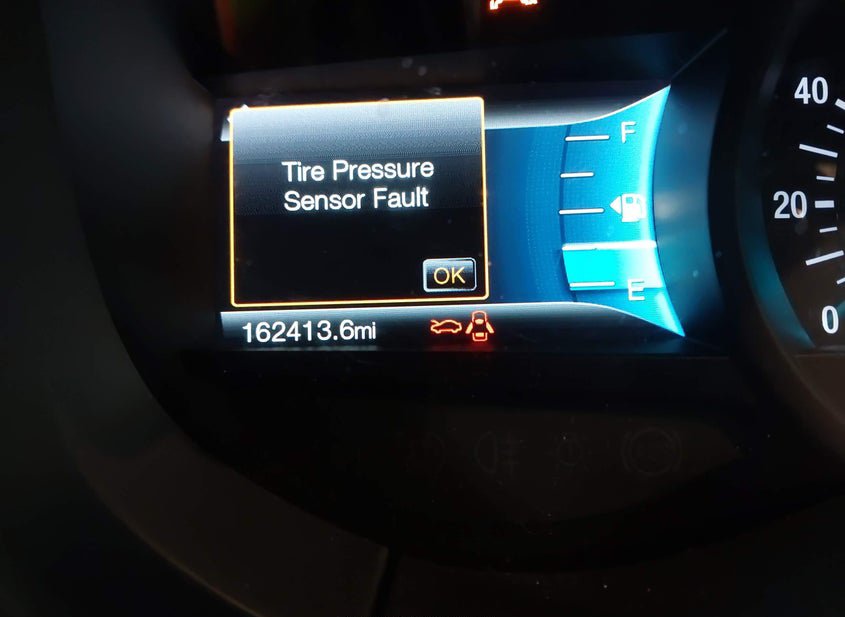 Tire Pressure
Sensor Fault
OK
162413.6mi
F
E
40
20
0